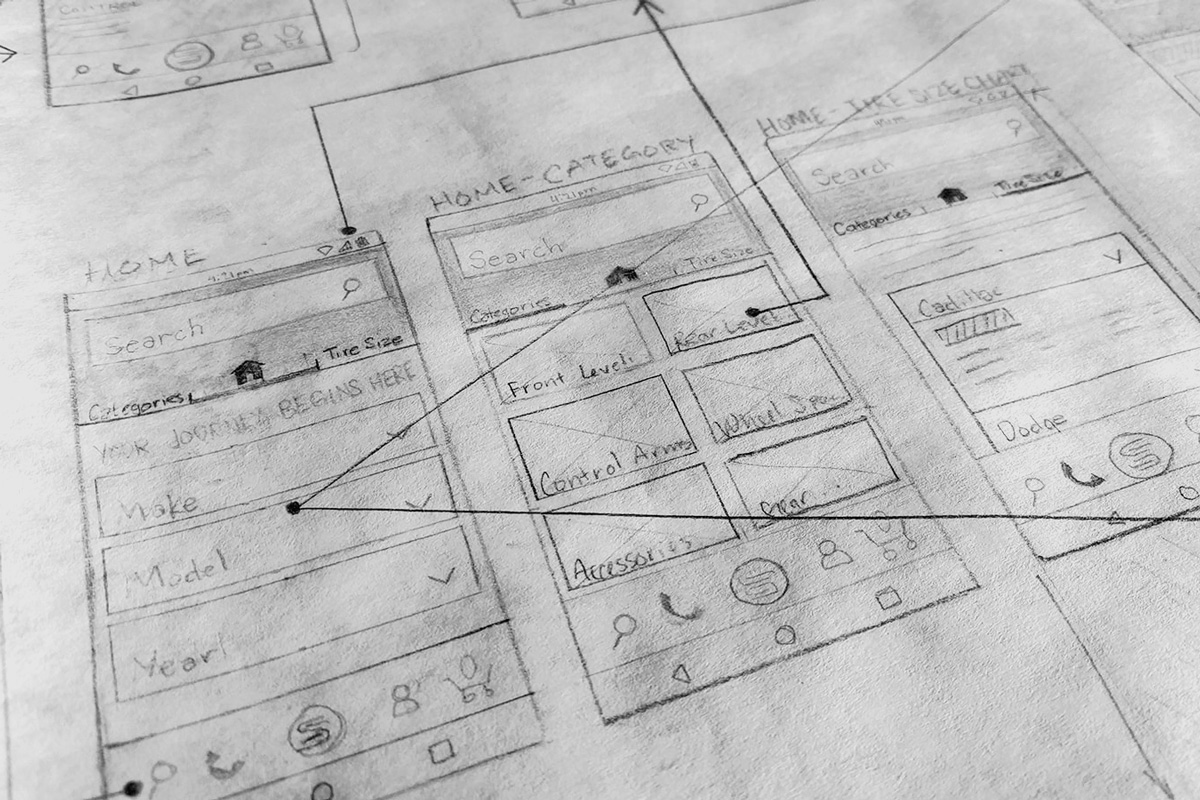 HOME
4:21pm
Search
Categories
Tire Size
YOUR JOURNEY BEGINS HERE
Make
Model
Year
HOME-CATEGORY
4:21pm
Search
Categories
Tire Size
Front Level
Rear Level
Control Arms
Wheel
Accessories
Gear...
HOME-TIRE SIZE CHART
Search
Categories
Tire Size
Cadillac
Dodge